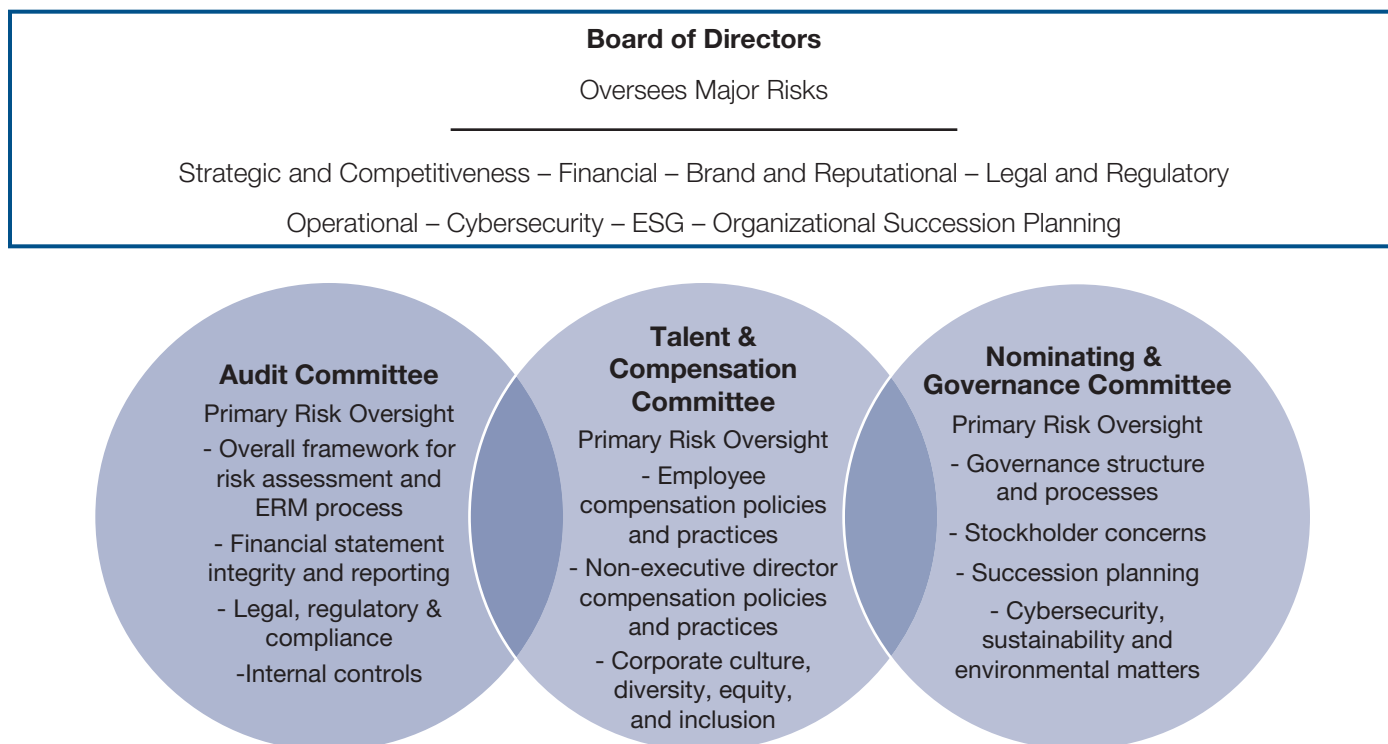 Board of Directors
Oversees Major Risks
Strategic and Competitiveness – Financial – Brand and Reputational – Legal and Regulatory
Operational – Cybersecurity – ESG – Organizational Succession Planning
Audit Committee
Primary Risk Oversight
- Overall framework for
risk assessment and
ERM process
- Financial statement
integrity and reporting
- Legal, regulatory &
compliance
-Internal controls
Talent &
Compensation
Committee
Primary Risk Oversight
- Employee
compensation policies
and practices
- Non-executive director
compensation policies
and practices
- Corporate culture,
diversity, equity,
and inclusion
Nominating &
Governance Committee
Primary Risk Oversight
- Governance structure
and processes
- Stockholder concerns
- Succession planning
- Cybersecurity,
sustainability and
environmental matters